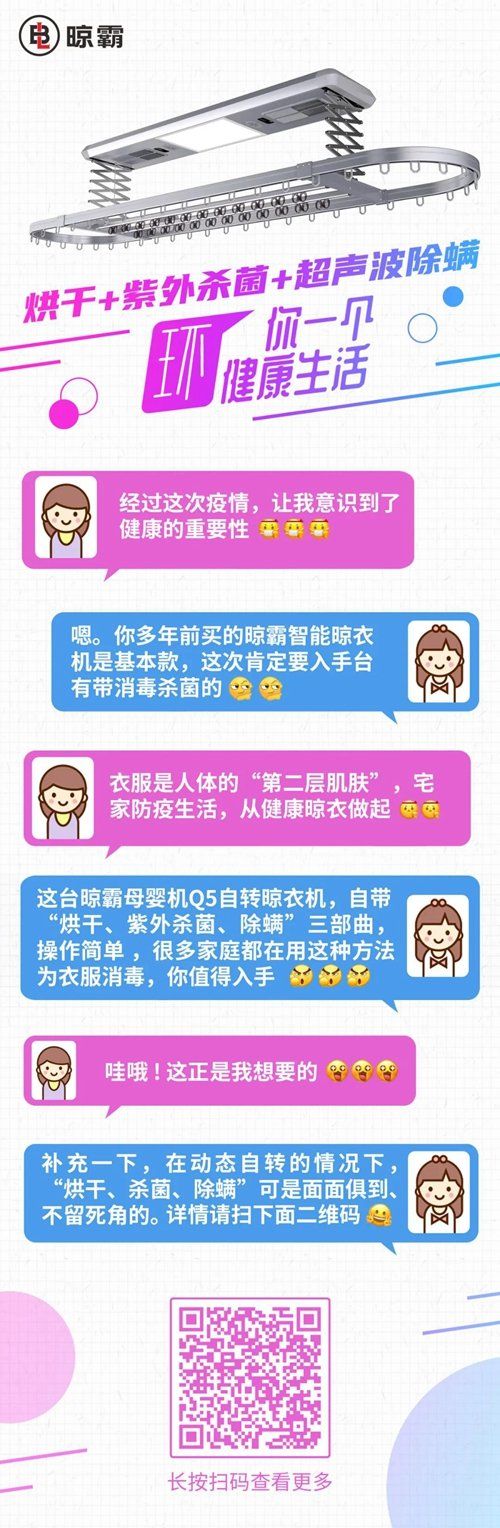 晾霸
烘干+紫外杀菌+超声波除螨
环 你一个
健康生活
经过这次疫情，让我意识到了
健康的重要性
嗯。你多年前买的晾霸智能晾衣
机是基本款，这次肯定要入手台
有带消毒杀菌的
衣服是人体的“第二层肌肤”，宅
家防疫生活，从健康晾衣做起
这台晾霸母婴机Q5自转晾衣机，自带
“烘干、紫外杀菌、除螨”三部曲，
操作简单，很多家庭都在用这种方法
为衣服消毒，你值得入手
哇哦！这正是我想要的
补充一下，在动态自转的情况下，
“烘干、杀菌、除螨”可是面面俱到、
不留死角的。详情请扫下面二维码
长按扫码查看更多